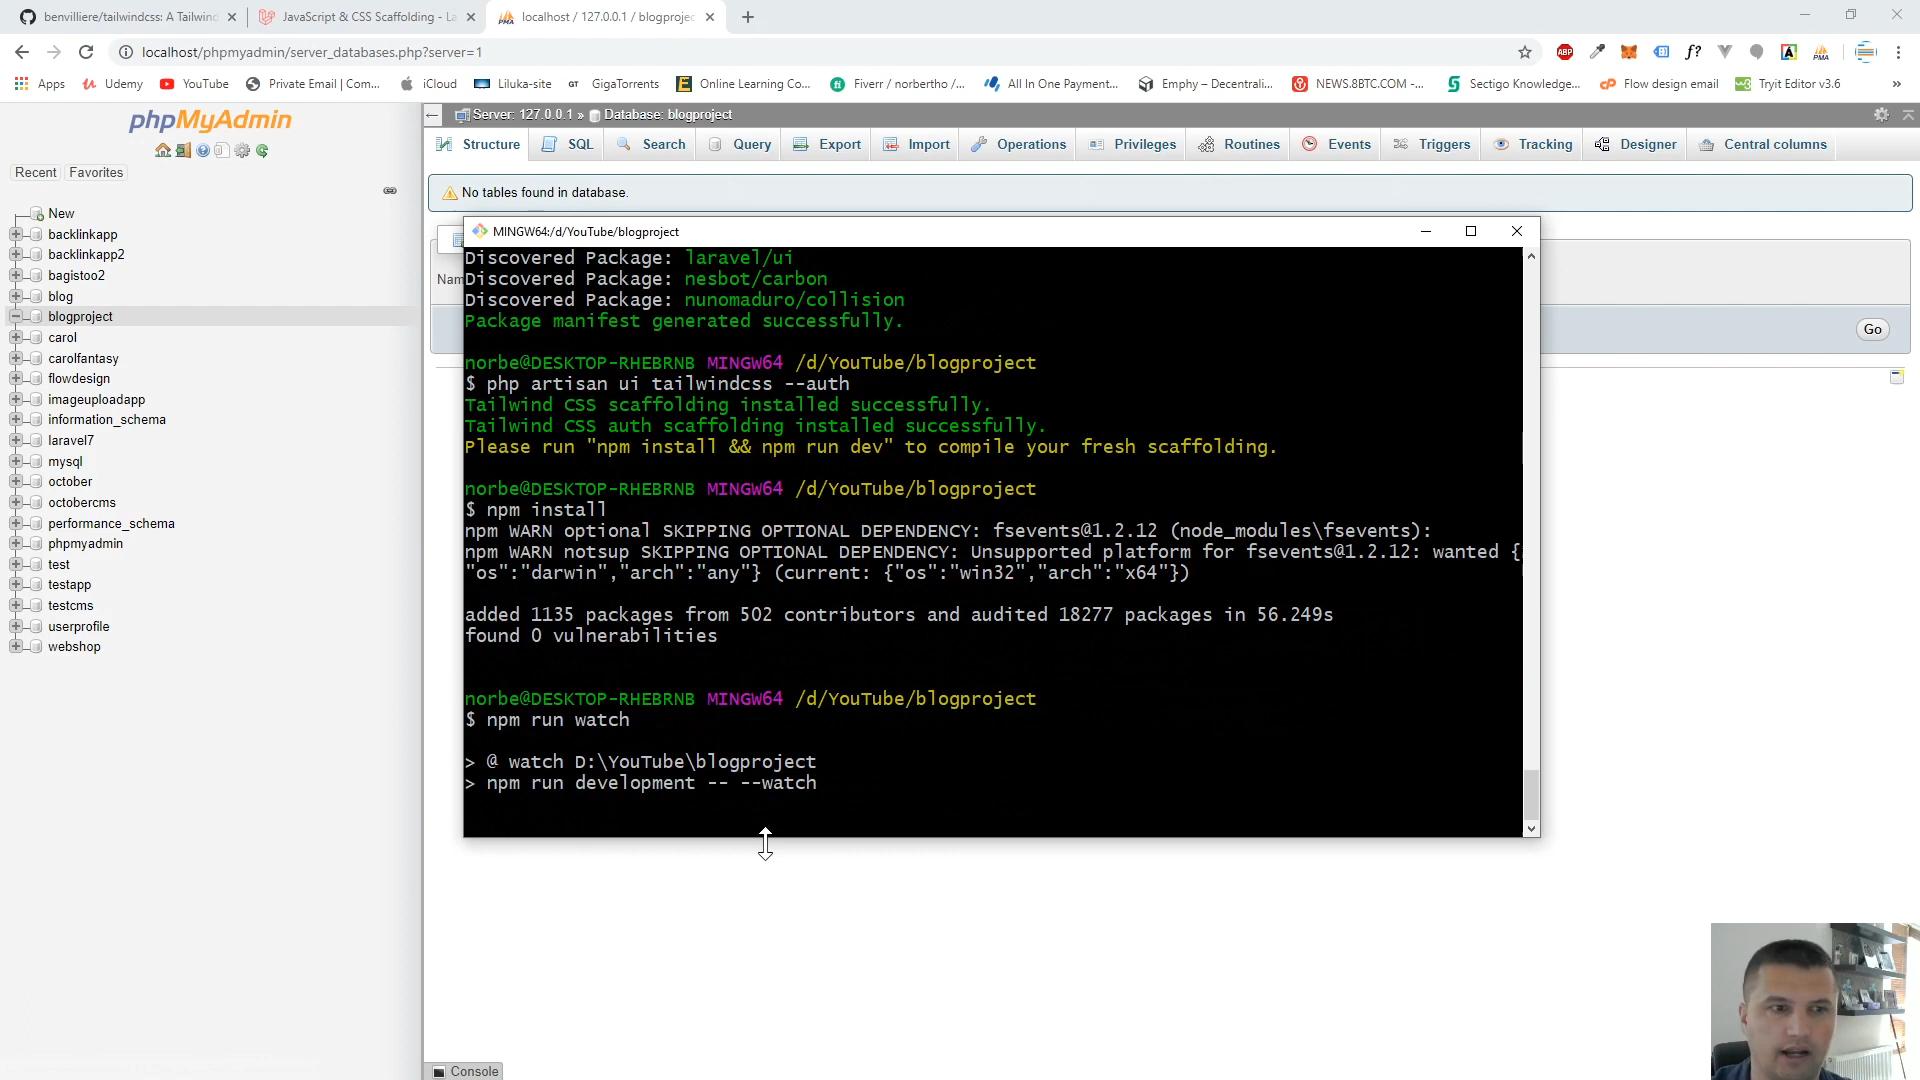 benvilliere/tailwindcss: A Tailwind
JavaScript & CSS Scaffolding - La
localhost / 127.0.0.1 / blogprojec
localhost/phpmyadmin/server_databases.php?server=1
Apps
Udemy
YouTube
Private Email | Com...
iCloud
Liluka-site
GT GigaTorrents
Online Learning Co...
Fiverr / norbertho /...
All In One Payment...
Emphy – Decentrali...
NEWS.8BTC.COM -...
Sectigo Knowledge...
Flow design email
Tryit Editor v3.6
»
phpMyAdmin
Recent Favorites
New
backlinkapp
backlinkapp2
bagistoo2
blog
blogproject
carol
carolfantasy
flowdesign
imageuploadapp
information_schema
laravel7
mysql
october
octobercms
performance_schema
phpmyadmin
test
testapp
testcms
userprofile
webshop
Server: 127.0.0.1 » Database: blogproject
Structure SQL Search Query Export Import Operations Privileges Routines Events Triggers Tracking Designer Central columns
No tables found in database.
Nam
Go
MINGW64:/d/YouTube/blogproject
Discovered Package: laravel/ui
Discovered Package: nesbot/carbon
Discovered Package: nunomaduro/collision
Package manifest generated successfully.
norbe@DESKTOP-RHEBRNB MINGW64 /d/YouTube/blogproject
$ php artisan ui tailwindcss --auth
Tailwind CSS scaffolding installed successfully.
Tailwind CSS auth scaffolding installed successfully.
Please run "npm install && npm run dev" to compile your fresh scaffolding.
norbe@DESKTOP-RHEBRNB MINGW64 /d/YouTube/blogproject
$ npm install
npm WARN optional SKIPPING OPTIONAL DEPENDENCY: fsevents@1.2.12 (node_modules\fsevents):
npm WARN notsup SKIPPING OPTIONAL DEPENDENCY: Unsupported platform for fsevents@1.2.12: wanted {
"os":"darwin","arch":"any"} (current: {"os":"win32","arch":"x64"})
added 1135 packages from 502 contributors and audited 18277 packages in 56.249s
found 0 vulnerabilities
norbe@DESKTOP-RHEBRNB MINGW64 /d/YouTube/blogproject
$ npm run watch
> @ watch D:\YouTube\blogproject
> npm run development -- --watch
Console